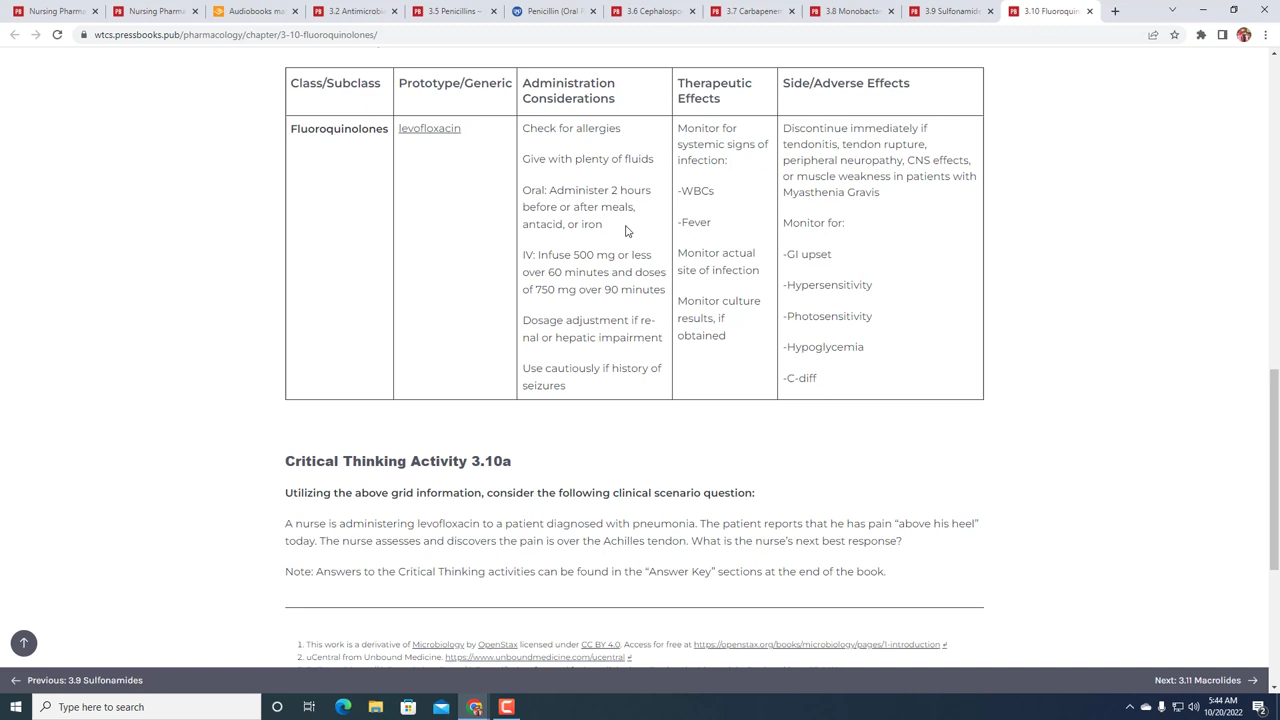 Nursing Pharma
Nursing Pharma
Audiobooks ma
3.2 Antimicrobi
3.5 Penicillins –
Penicillin (Oral R
3.6 Cephalospo
3.7 Carbapenem
3.8 Monobactam
3.9 Sulfonamide
3.10 Fluoroquin
wtcs.pressbooks.pub/pharmacology/chapter/3-10-fluoroquinolones/
Class/Subclass
Prototype/Generic
Administration
Considerations
Therapeutic
Effects
Side/Adverse Effects
Fluoroquinolones
levofloxacin
Check for allergies
Give with plenty of fluids
Oral: Administer 2 hours
before or after meals,
antacid, or iron
IV: Infuse 500 mg or less
over 60 minutes and doses
of 750 mg over 90 minutes
Dosage adjustment if re-
nal or hepatic impairment
Use cautiously if history of
seizures
Monitor for
systemic signs of
infection:
-WBCs
-Fever
Monitor actual
site of infection
Monitor culture
results, if
obtained
Discontinue immediately if
tendonitis, tendon rupture,
peripheral neuropathy, CNS effects,
or muscle weakness in patients with
Myasthenia Gravis
Monitor for:
-GI upset
-Hypersensitivity
-Photosensitivity
-Hypoglycemia
-C-diff
Critical Thinking Activity 3.10a
Utilizing the above grid information, consider the following clinical scenario question:
A nurse is administering levofloxacin to a patient diagnosed with pneumonia. The patient reports that he has pain “above his heel”
today. The nurse assesses and discovers the pain is over the Achilles tendon. What is the nurse’s next best response?
Note: Answers to the Critical Thinking activities can be found in the “Answer Key” sections at the end of the book.
1. This work is a derivative of Microbiology by OpenStax licensed under CC BY 4.0. Access for free at https://openstax.org/books/microbiology/pages/1-introduction ↵
2. uCentral from Unbound Medicine. https://www.unboundmedicine.com/ucentral ↵
← Previous: 3.9 Sulfonamides
Next: 3.11 Macrolides →
Type here to search
5:44 AM
10/20/2022
2